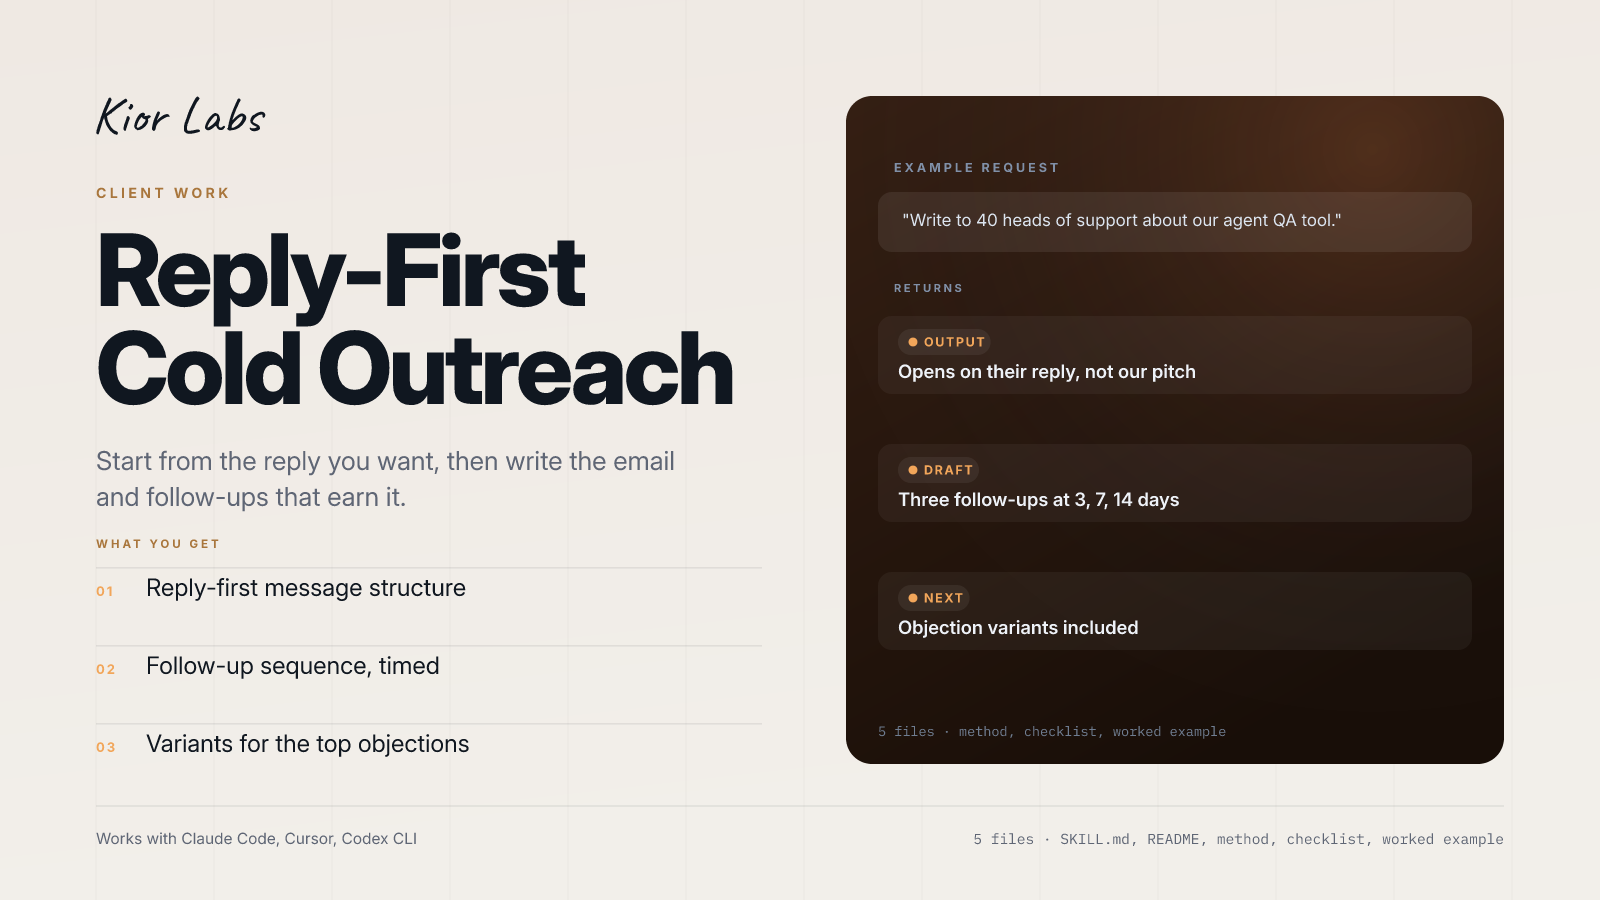 Kior Labs
CLIENT WORK
Reply-First
Cold Outreach
Start from the reply you want, then write the email
and follow-ups that earn it.
WHAT YOU GET
01 Reply-first message structure
02 Follow-up sequence, timed
03 Variants for the top objections
EXAMPLE REQUEST
"Write to 40 heads of support about our agent QA tool."
RETURNS
OUTPUT
Opens on their reply, not our pitch
DRAFT
Three follow-ups at 3, 7, 14 days
NEXT
Objection variants included
5 files · method, checklist, worked example
Works with Claude Code, Cursor, Codex CLI
5 files · SKILL.md, README, method, checklist, worked example